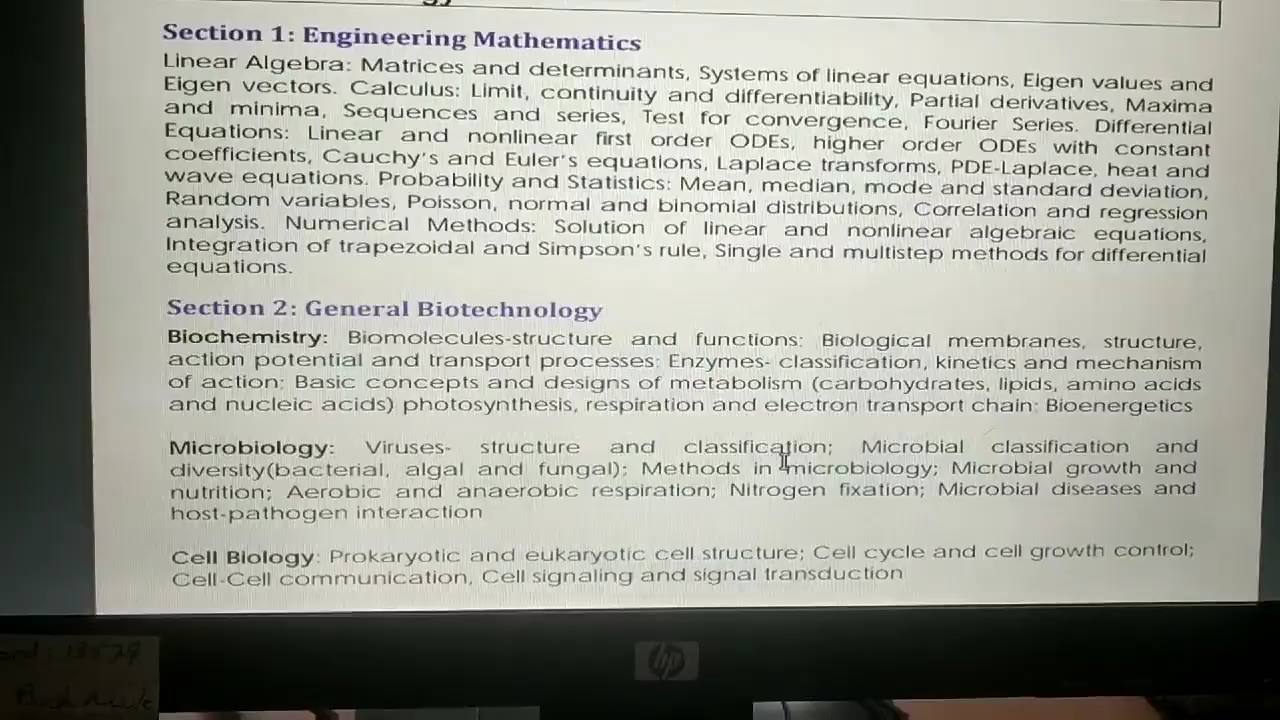 Section 1: Engineering Mathematics
Linear Algebra: Matrices and determinants, Systems of linear equations, Eigen values and
Eigen vectors. Calculus: Limit, continuity and differentiability, Partial derivatives, Maxima
and minima, Sequences and series, Test for convergence, Fourier Series. Differential
Equations: Linear and nonlinear first order ODEs, higher order ODEs with constant
coefficients, Cauchy's and Euler's equations, Laplace transforms, PDE-Laplace, heat and
wave equations. Probability and Statistics: Mean, median, mode and standard deviation,
Random variables, Poisson, normal and binomial distributions, Correlation and regression
analysis. Numerical Methods: Solution of linear and nonlinear algebraic equations,
Integration of trapezoidal and Simpson's rule, Single and multistep methods for differential
equations.
Section 2: General Biotechnology
Biochemistry: Biomolecules-structure and functions: Biological membranes, structure,
action potential and transport processes: Enzymes- classification, kinetics and mechanism
of action: Basic concepts and designs of metabolism (carbohydrates, lipids, amino acids
and nucleic acids) photosynthesis, respiration and electron transport chain: Bioenergetics
Microbiology: Viruses- structure and classification; Microbial classification and
diversity(bacterial, algal and fungal); Methods in microbiology; Microbial growth and
nutrition; Aerobic and anaerobic respiration; Nitrogen fixation; Microbial diseases and
host-pathogen interaction
Cell Biology: Prokaryotic and eukaryotic cell structure; Cell cycle and cell growth control;
Cell-Cell communication, Cell signaling and signal transduction
hp